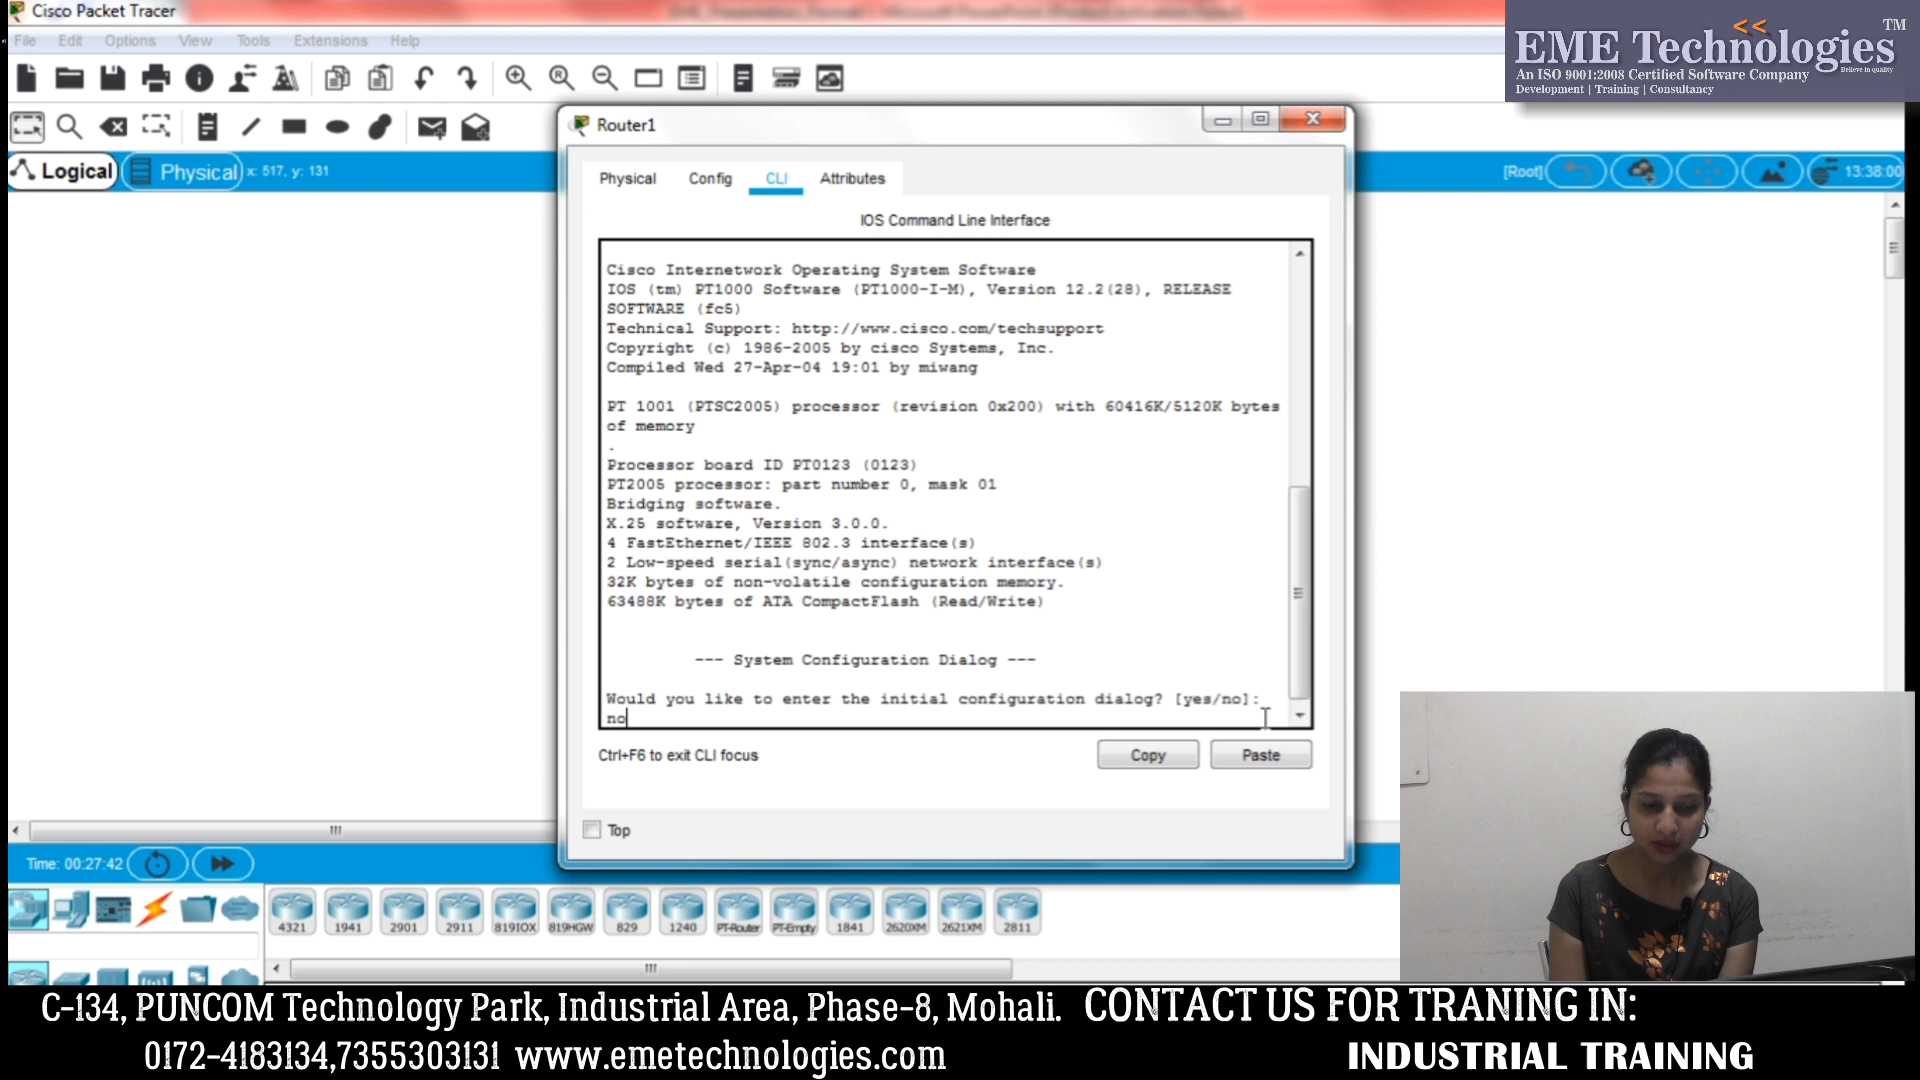 Cisco Packet Tracer
File Edit Options View Tools Extensions Help
<<
EME Technologies TM
Believe in quality
An ISO 9001:2008 Certified Software Company
Development | Training | Consultancy
Logical Physical x: 517, y: 131
[Root] 13:38:00
Router1
Physical Config CLI Attributes
IOS Command Line Interface
Cisco Internetwork Operating System Software
IOS (tm) PT1000 Software (PT1000-I-M), Version 12.2(28), RELEASE
SOFTWARE (fc5)
Technical Support: http://www.cisco.com/techsupport
Copyright (c) 1986-2005 by cisco Systems, Inc.
Compiled Wed 27-Apr-04 19:01 by miwang
PT 1001 (PTSC2005) processor (revision 0x200) with 60416K/5120K bytes
of memory
.
Processor board ID PT0123 (0123)
PT2005 processor: part number 0, mask 01
Bridging software.
X.25 software, Version 3.0.0.
4 FastEthernet/IEEE 802.3 interface(s)
2 Low-speed serial(sync/async) network interface(s)
32K bytes of non-volatile configuration memory.
63488K bytes of ATA CompactFlash (Read/Write)
--- System Configuration Dialog ---
Would you like to enter the initial configuration dialog? [yes/no]:
no
Ctrl+F6 to exit CLI focus
Copy Paste
Top
Time: 00:27:42
4321 1941 2901 2911 819IOX 819HGW 829 1240 PT-Router PT-Empty 1841 2620XM 2621XM 2811
C-134, PUNCOM Technology Park, Industrial Area, Phase-8, Mohali. CONTACT US FOR TRANING IN:
0172-4183134,7355303131 www.emetechnologies.com INDUSTRIAL TRAINING